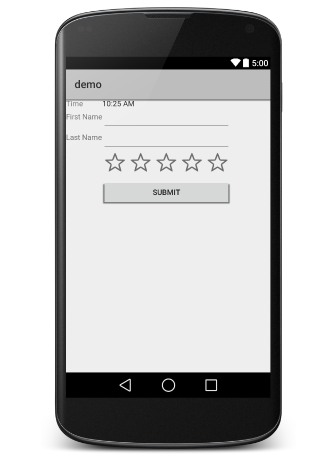 5:00
demo
Time 10:25 AM
First Name
Last Name
SUBMIT